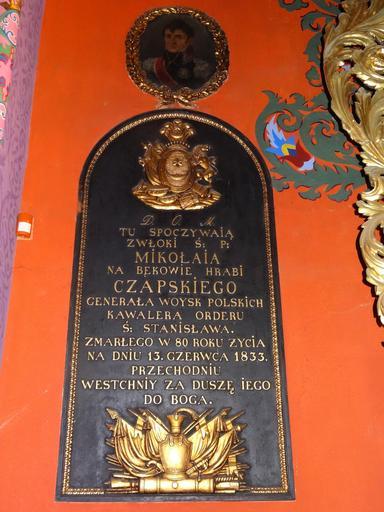 D. O. M.
TU SPOCZYWAIĄ
ZWŁOKI Ś: P:
MIKOŁAIA
NA BĘKOWIE HRABI
CZAPSKIEGO
GENERAŁA WOYSK POLSKICH
KAWALERA ORDERU
Ś: STANISŁAWA.
ZMARŁEGO W 80 ROKU ŻYCIA
NA DNIU 13. CZERWCA 1833.
PRZECHODNIU
WESTCHNIY ZA DUSZĘ IEGO
DO BOGA.